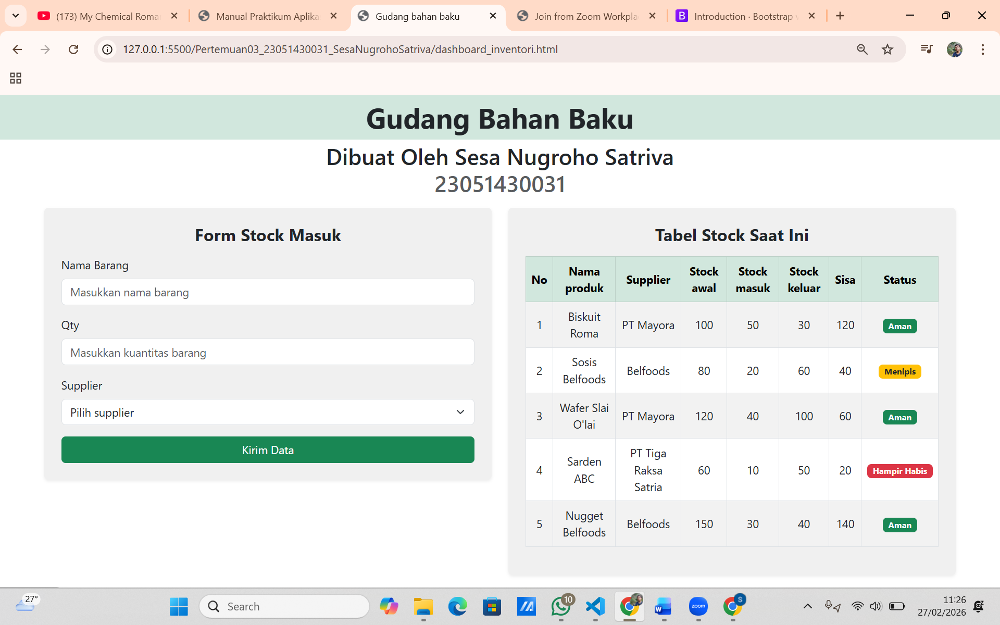 (173) My Chemical Roma
Manual Praktikum Aplika
Gudang bahan baku
Join from Zoom Workpla
Introduction · Bootstrap v
127.0.0.1:5500/Pertemuan03_23051430031_SesaNugrohoSatriva/dashboard_inventori.html
Gudang Bahan Baku
Dibuat Oleh Sesa Nugroho Satriva
23051430031
Form Stock Masuk
Nama Barang
Masukkan nama barang
Qty
Masukkan kuantitas barang
Supplier
Pilih supplier
Kirim Data
Tabel Stock Saat Ini
No Nama produk Supplier Stock awal Stock masuk Stock keluar Sisa Status
1 Biskuit Roma PT Mayora 100 50 30 120 Aman
2 Sosis Belfoods Belfoods 80 20 60 40 Menipis
3 Wafer Slai O'lai PT Mayora 120 40 100 60 Aman
4 Sarden ABC PT Tiga Raksa Satria 60 10 50 20 Hampir Habis
5 Nugget Belfoods Belfoods 150 30 40 140 Aman
27°
Search
10
zoom
S
11:26
27/02/2026